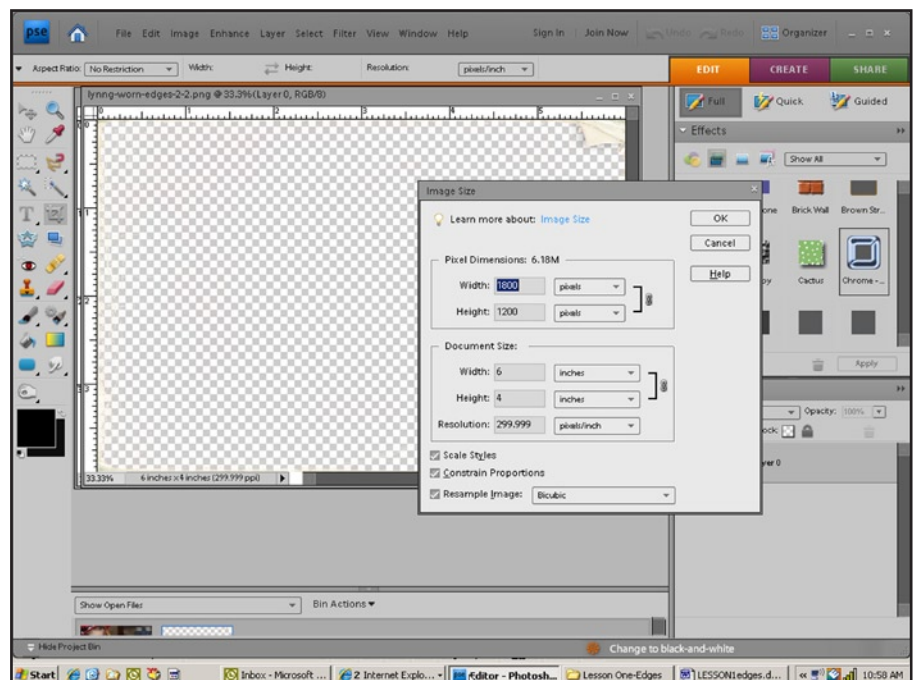 pse File Edit Image Enhance Layer Select Filter View Window Help Sign In Join Now Undo Redo Organizer
Aspect Ratio: No Restriction Width: Height: Resolution: pixels/inch
EDIT CREATE SHARE
lynng-worn-edges-2-2.png @ 33.3% (Layer 0, RGB/8)
Full Quick Guided
Effects
Show All
Image Size
Learn more about: Image Size
OK
Cancel
Help
Pixel Dimensions: 6.18M
Width: 1800 pixels
Height: 1200 pixels
Document Size:
Width: 6 inches
Height: 4 inches
Resolution: 299.999 pixels/inch
Scale Styles
Constrain Proportions
Resample Image: Bicubic
Brick Wall Brown Str...
Cactus Chrome -...
Apply
Opacity: 100%
33.33% 6 inches x 4 inches (299.999 ppi)
Show Open Files Bin Actions
Hide Project Bin
Change to black-and-white
Start Inbox - Microsoft ... 2 Internet Explo... Editor - Photosh... Lesson One-Edges LESSON1edges.d... 10:58 AM